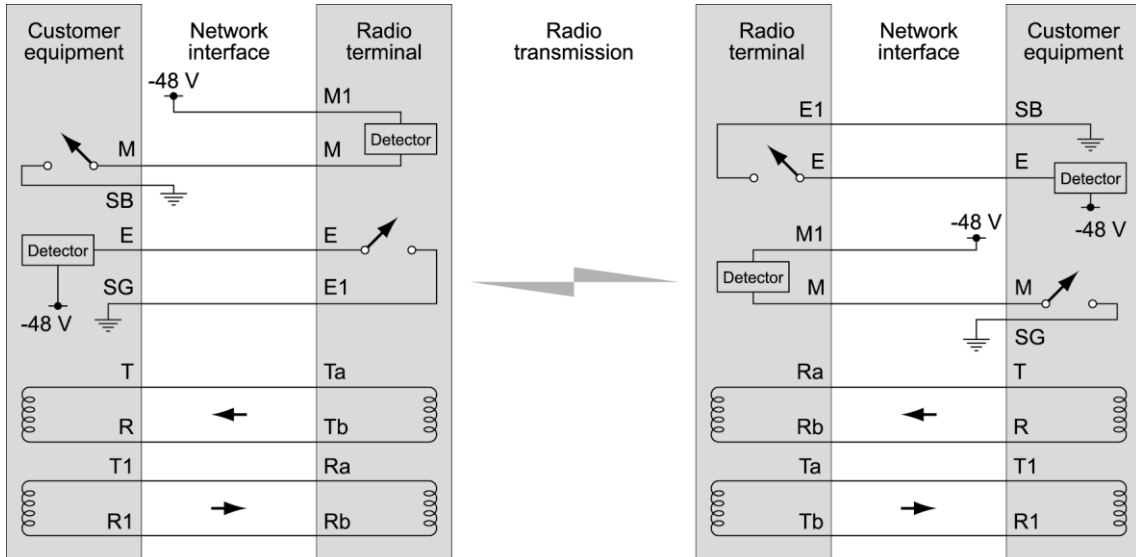 Customer equipment
Network interface
Radio terminal
Radio transmission
Radio terminal
Network interface
Customer equipment
-48 V
M1
Detector
M
M
SB
E
E
Detector
SG
E1
-48 V
T
Ta
R
Tb
T1
Ra
R1
Rb
E1
SB
E
E
Detector
-48 V
-48 V
M1
Detector
M
M
SG
Ra
T
Rb
R
Ta
T1
Tb
R1